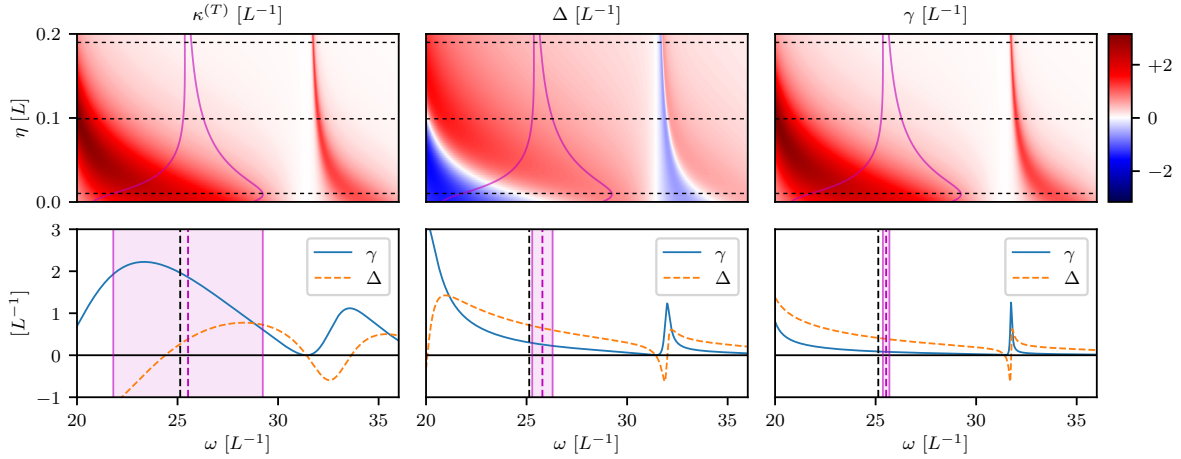 κ^(T) [L⁻¹] Δ [L⁻¹] γ [L⁻¹]
η [L]
0.2
0.1
0.0
+2
0
−2
[L⁻¹]
3
2
1
0
−1
γ
Δ
γ
Δ
γ
Δ
20 25 30 35 20 25 30 35 20 25 30 35
ω [L⁻¹] ω [L⁻¹] ω [L⁻¹]